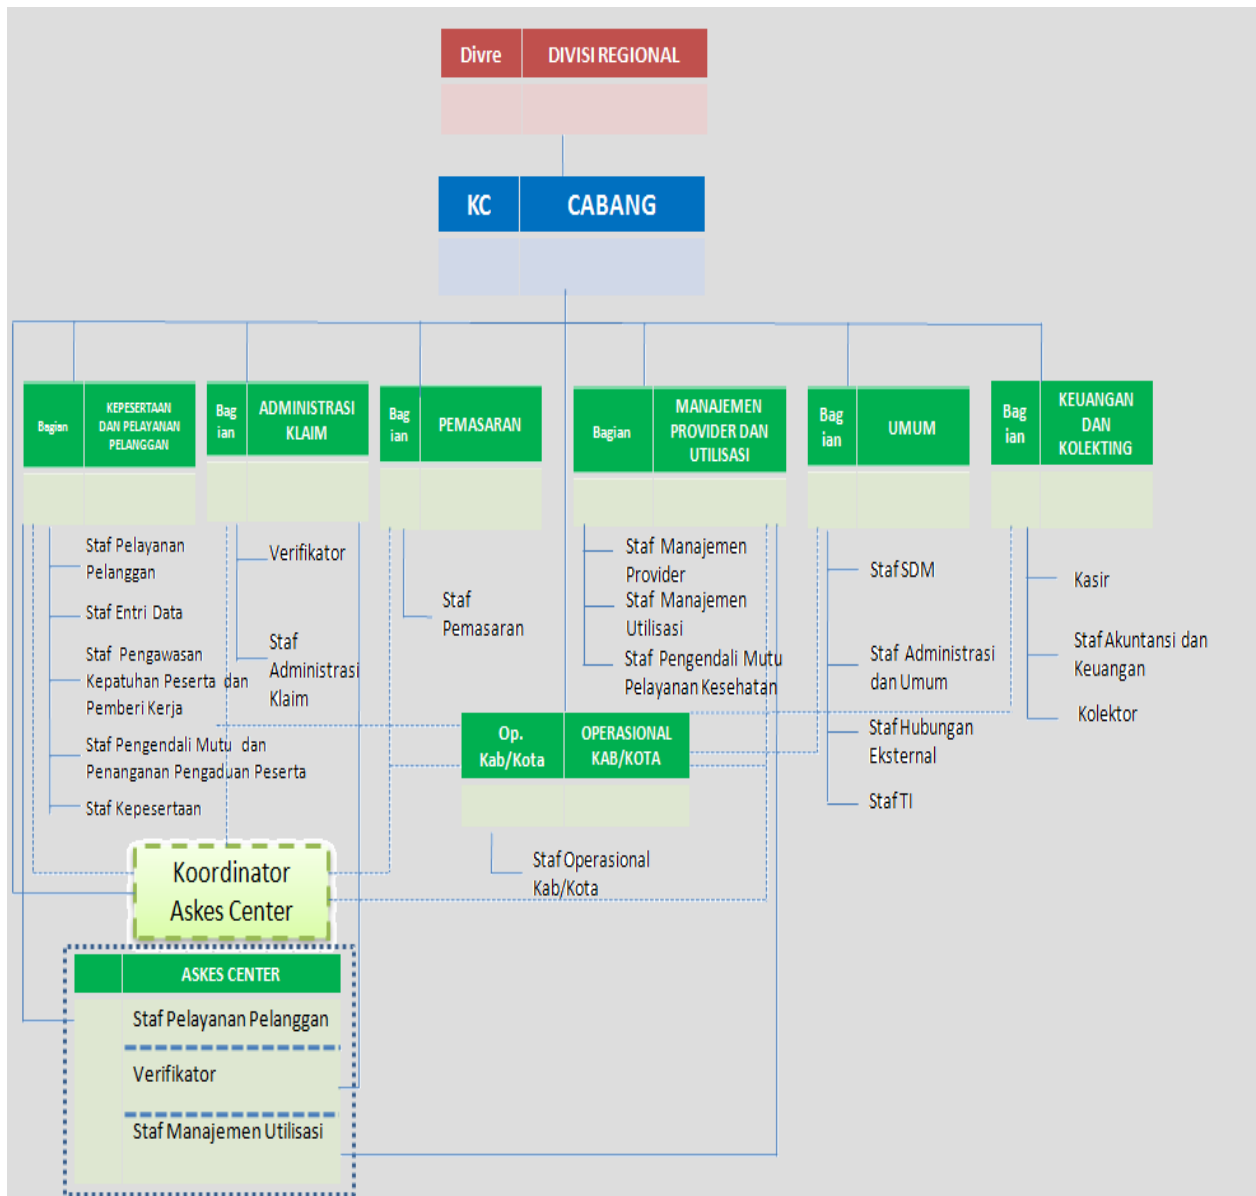 Divre DIVISI REGIONAL
KC CABANG
Bagian
KEPESERTAAN
DAN PELAYANAN
PELANGGAN
Bag
ian
ADMINISTRASI
KLAIM
Bag
ian
PEMASARAN
Bagian
MANAJEMEN
PROVIDER DAN
UTILISASI
Bag
ian
UMUM
Bag
ian
KEUANGAN
DAN
KOLEKTING
Staf Pelayanan
Pelanggan
Staf Entri Data
Staf Pengawasan
Kepatuhan Peserta dan
Pemberi Kerja
Staf Pengendali Mutu dan
Penanganan Pengaduan Peserta
Staf Kepesertaan
Verifikator
Staf
Administrasi
Klaim
Staf
Pemasaran
Staf Manajemen
Provider
Staf Manajemen
Utilisasi
Staf Pengendali Mutu
Pelayanan Kesehatan
Staf SDM
Staf Administrasi
dan Umum
Staf Hubungan
Eksternal
Staf TI
Kasir
Staf Akuntansi dan
Keuangan
Kolektor
Op.
Kab/Kota
OPERASIONAL
KAB/KOTA
Staf Operasional
Kab/Kota
Koordinator
Askes Center
ASKES CENTER
Staf Pelayanan Pelanggan
Verifikator
Staf Manajemen Utilisasi